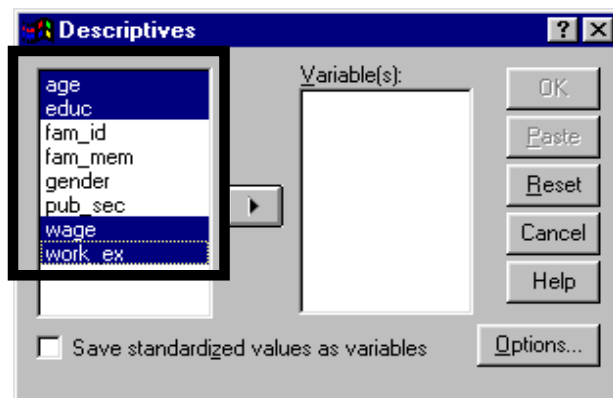 Descriptives
age
educ
fam_id
fam_mem
gender
pub_sec
wage
work_ex
Variable(s):
OK
Paste
Reset
Cancel
Help
Save standardized values as variables
Options...